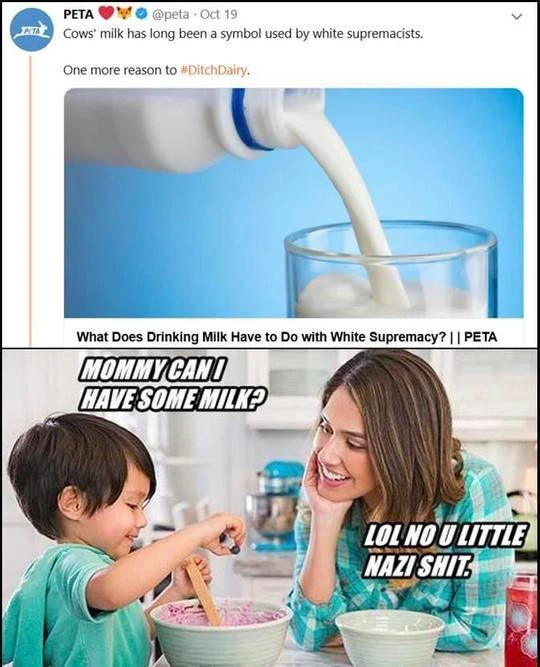 PETA @peta · Oct 19
PETA
Cows' milk has long been a symbol used by white supremacists.
One more reason to #DitchDairy.
What Does Drinking Milk Have to Do with White Supremacy? || PETA
MOMMY CAN I
HAVE SOME MILK?
LOL NO U LITTLE
NAZI SHIT.